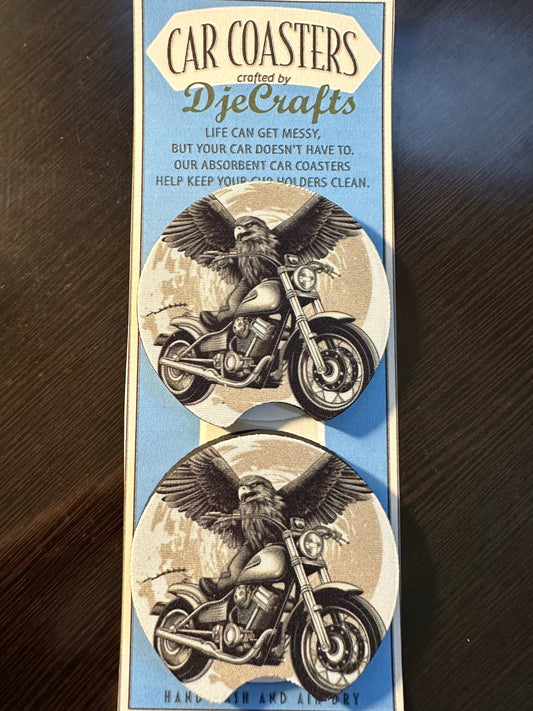 CAR COASTERS
crafted by
DjeCrafts
LIFE CAN GET MESSY,
BUT YOUR CAR DOESN'T HAVE TO.
OUR ABSORBENT CAR COASTERS
HELP KEEP YOUR CUP HOLDERS CLEAN.
HAND WASH AND AIR DRY